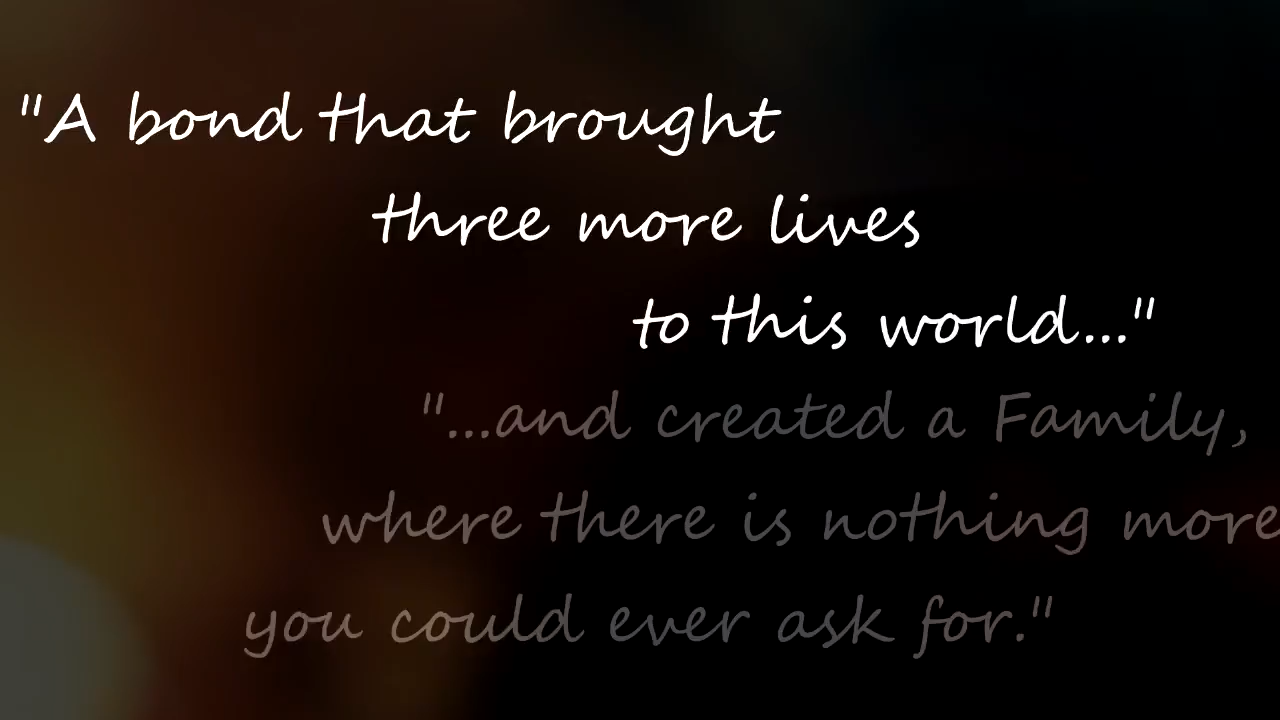 "A bond that brought
three more lives
to this world..."
"...and created a Family,
where there is nothing more
you could ever ask for."